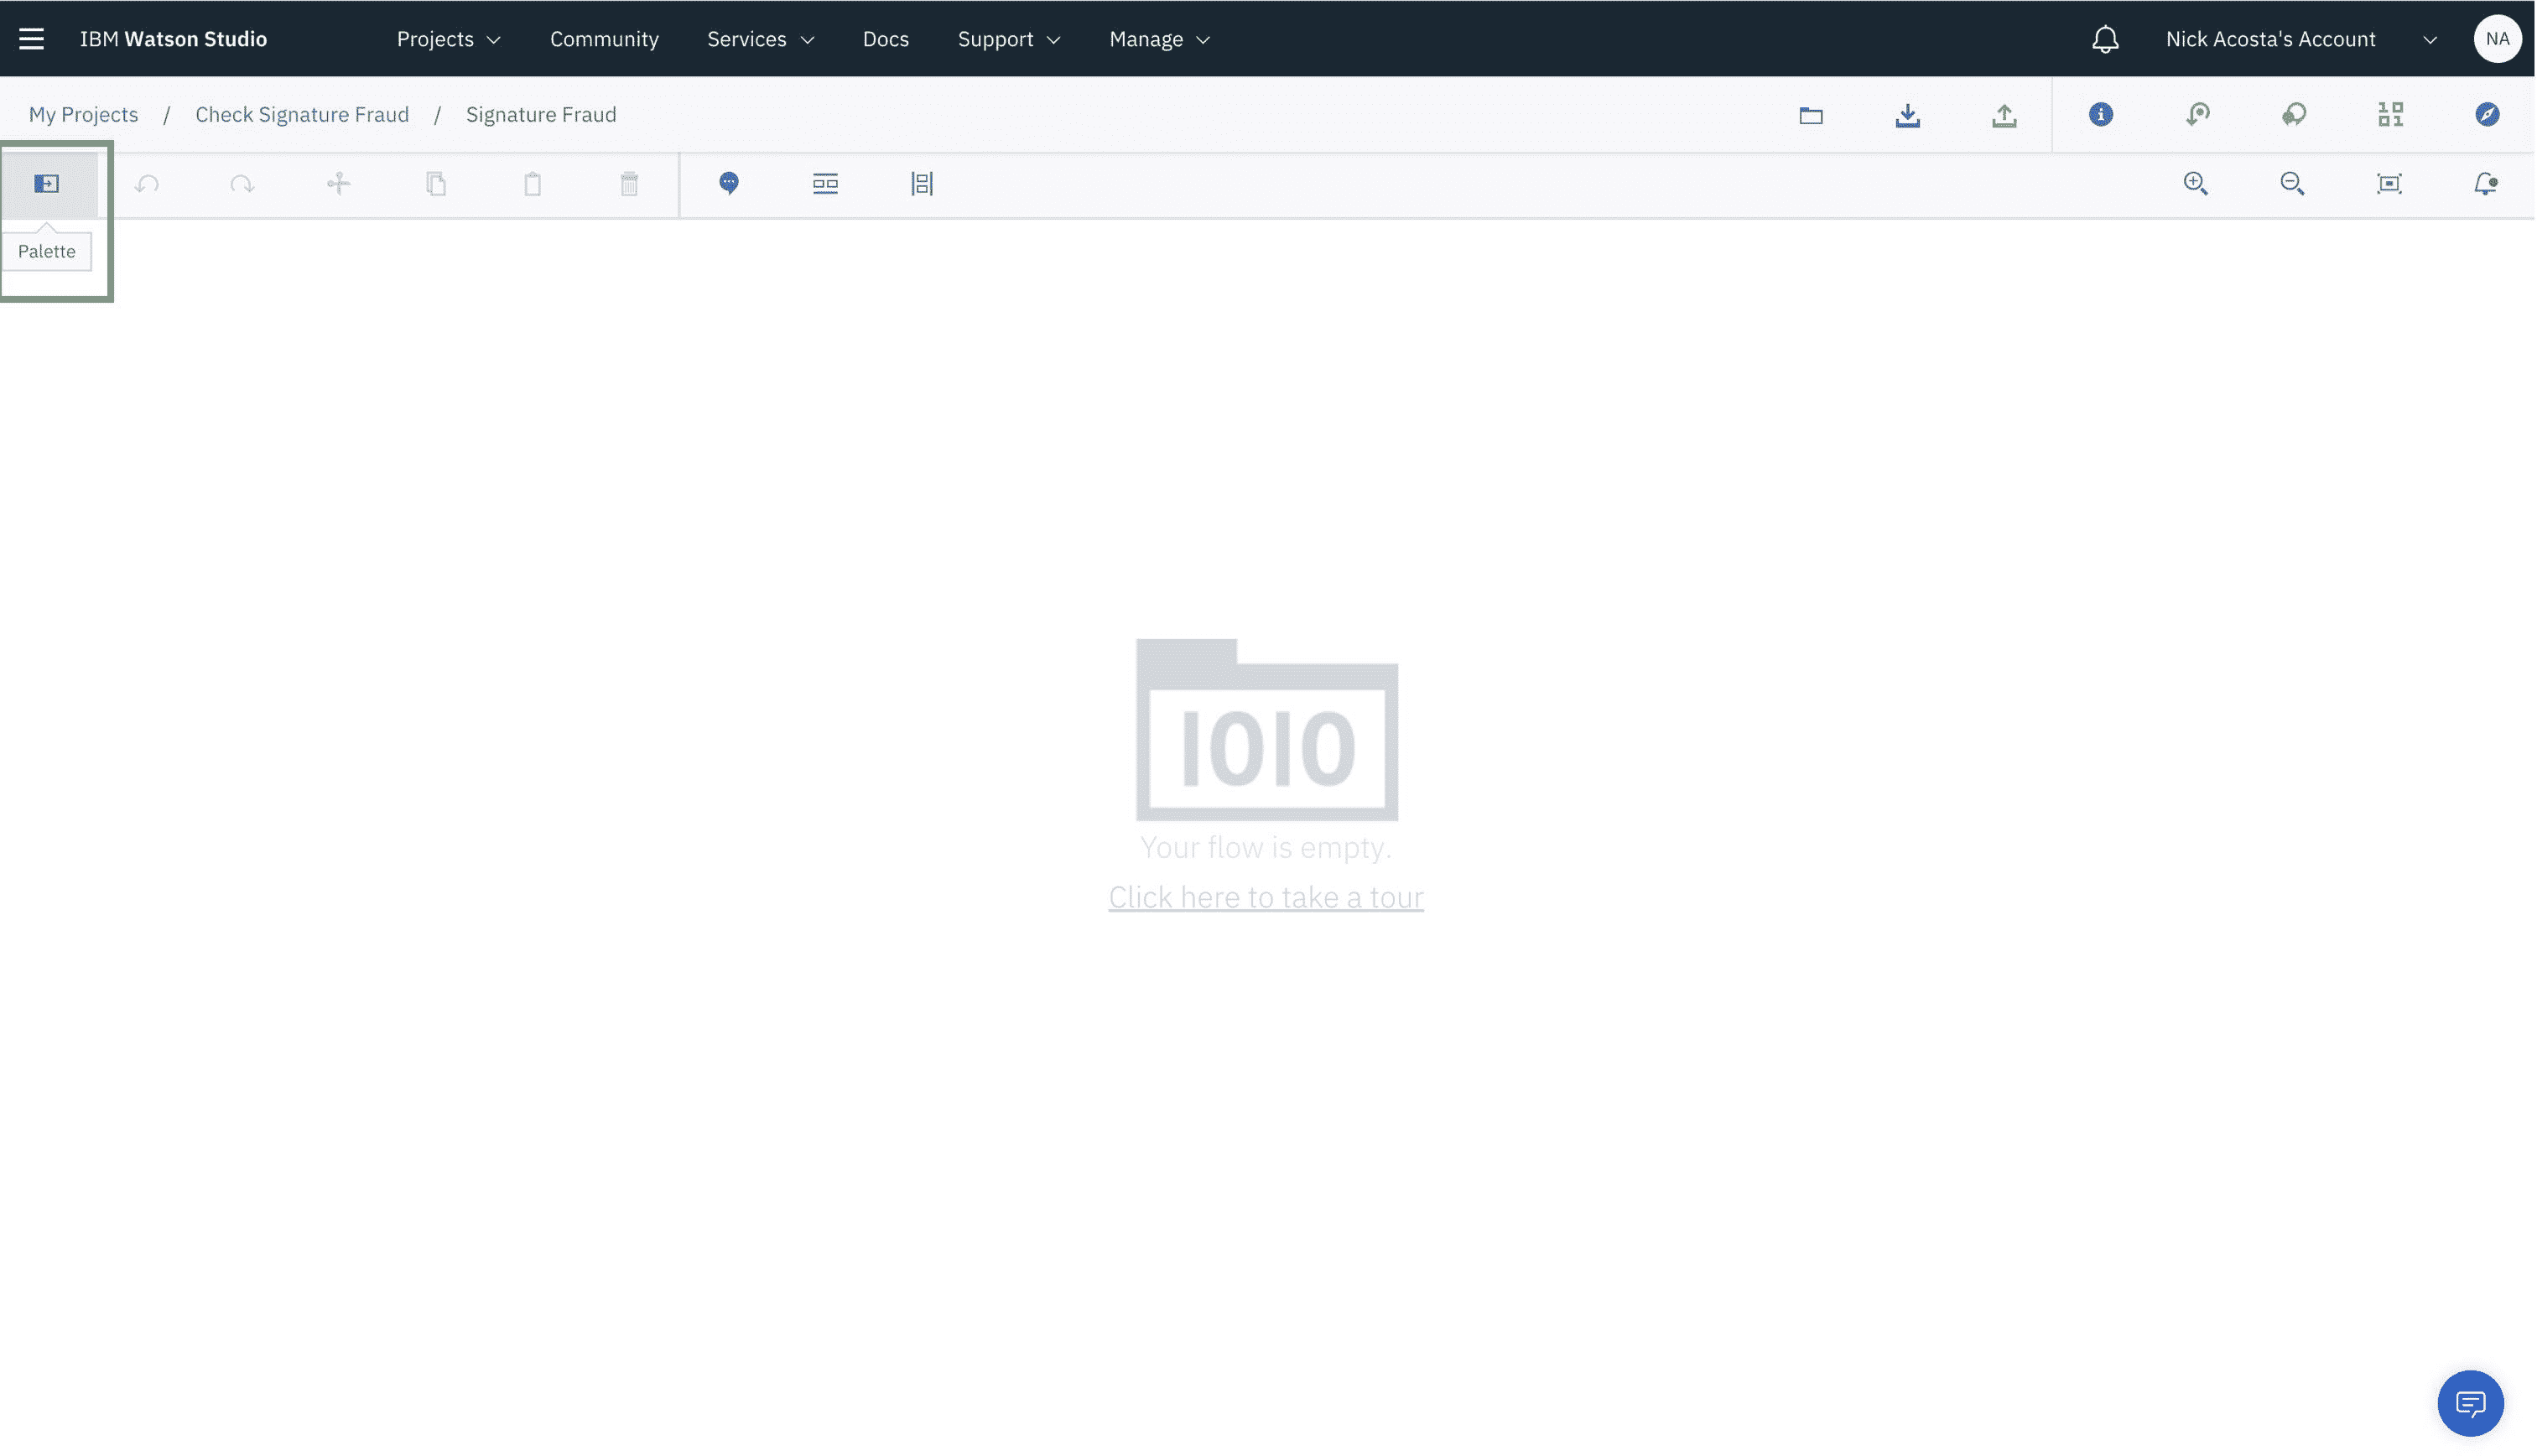 IBM Watson Studio Projects Community Services Docs Support Manage Nick Acosta's Account NA
My Projects / Check Signature Fraud / Signature Fraud
Palette
1010
Your flow is empty.
Click here to take a tour